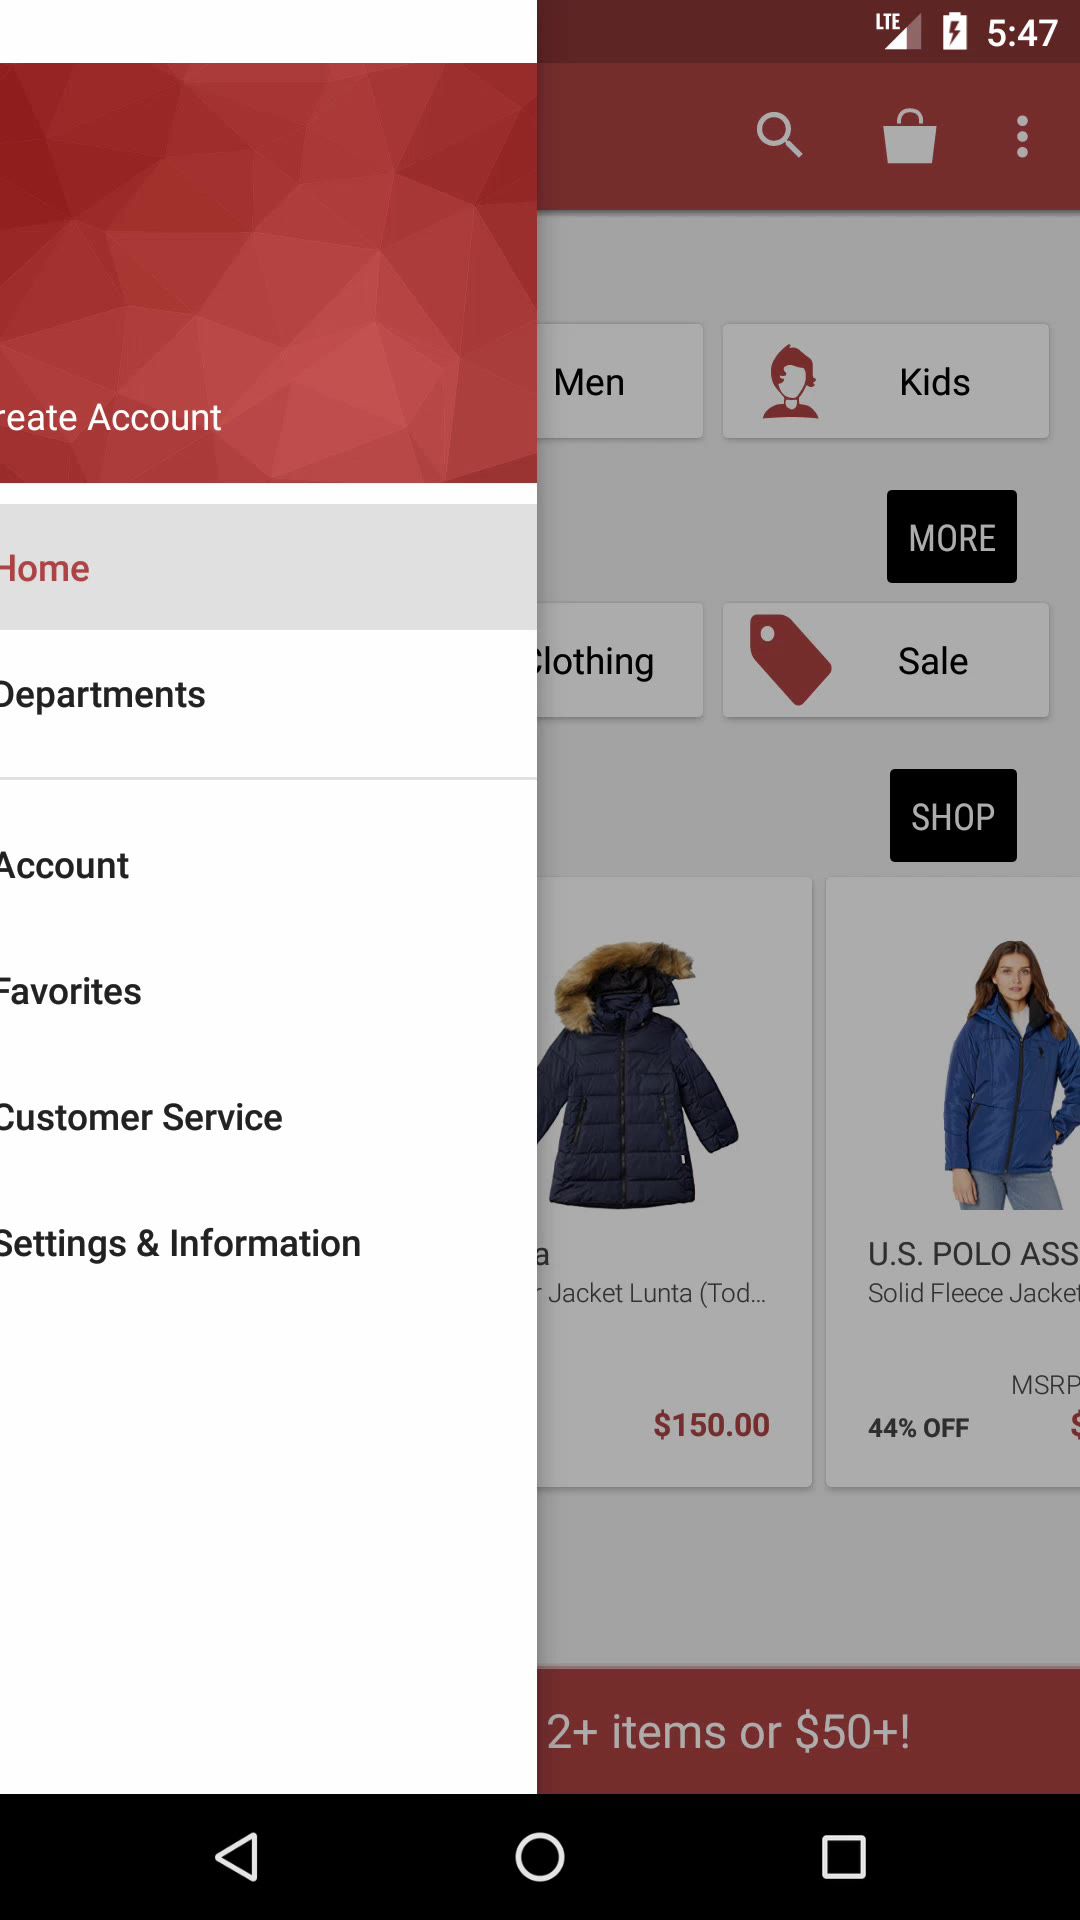 LTE 5:47
reate Account
Home
Departments
Account
Favorites
Customer Service
Settings & Information
Men
Kids
MORE
Clothing
Sale
SHOP
a
r Jacket Lunta (Tod...
$150.00
U.S. POLO ASS
Solid Fleece Jacket
MSRP
44% OFF
$
2+ items or $50+!